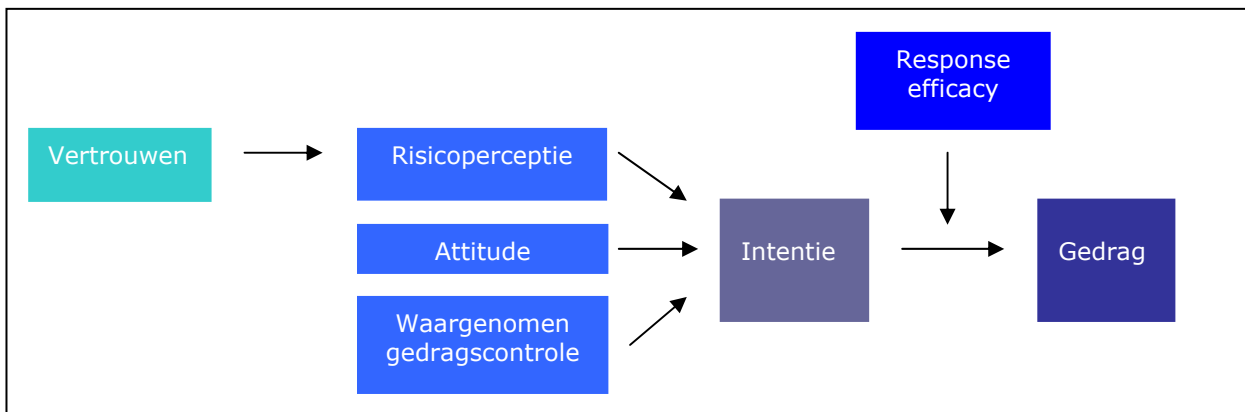 Response
efficacy
Vertrouwen
Risicoperceptie
Attitude
Intentie
Gedrag
Waargenomen
gedragscontrole